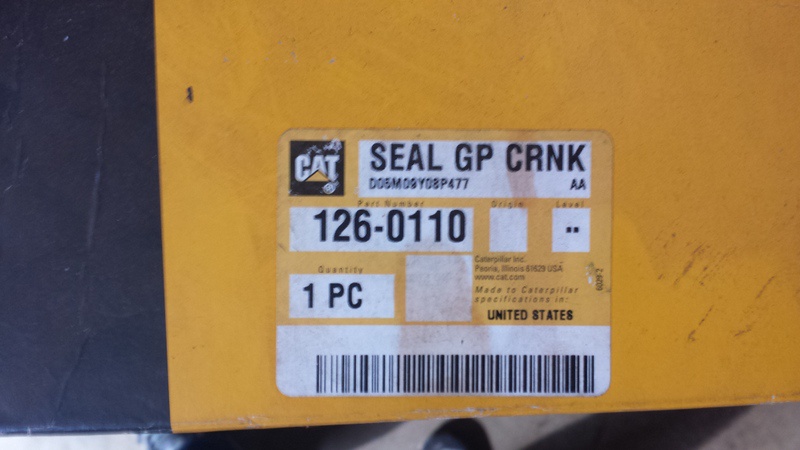 CAT
®
SEAL GP CRNK
D05M09Y08P477 AA
Part Number Origin Level
126-0110 --
Quantity
1 PC
Caterpillar Inc.
Peoria, Illinois 61629 USA
www.cat.com
Made to Caterpillar
specifications in:
UNITED STATES